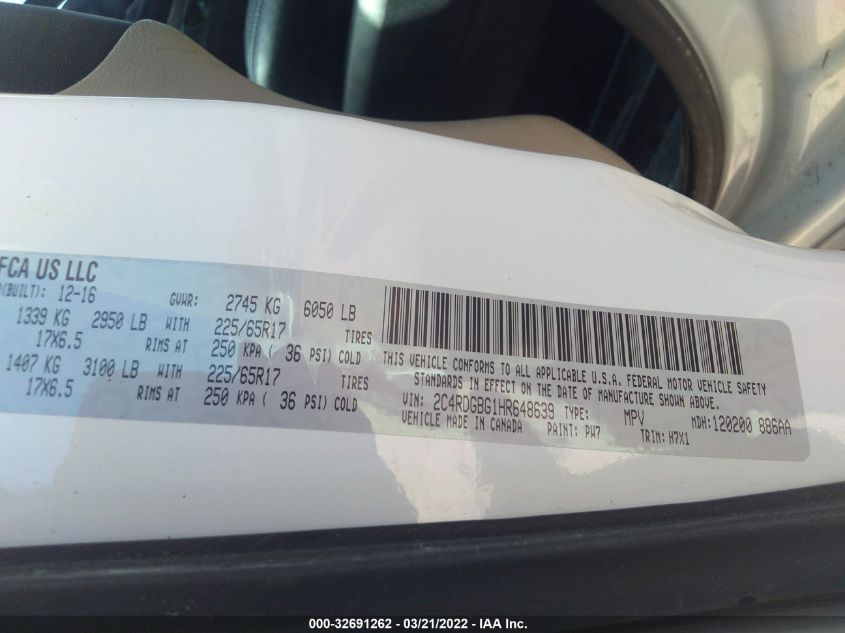 FCA US LLC
(BUILT): 12-16 GVWR: 2745 KG 6050 LB
1339 KG 2950 LB WITH 225/65R17 TIRES
17X6.5 RIMS AT 250 KPA ( 36 PSI) COLD
1407 KG 3100 LB WITH 225/65R17 TIRES
17X6.5 RIMS AT 250 KPA ( 36 PSI) COLD
THIS VEHICLE CONFORMS TO ALL APPLICABLE U.S.A. FEDERAL MOTOR VEHICLE SAFETY
STANDARDS IN EFFECT ON THE DATE OF MANUFACTURE SHOWN ABOVE.
VIN: 2C4RDGBG1HR648639 TYPE: MPV MDH: 120200 886AA
VEHICLE MADE IN CANADA PAINT: PW7 TRIM: H7X1
000-32691262 - 03/21/2022 - IAA Inc.